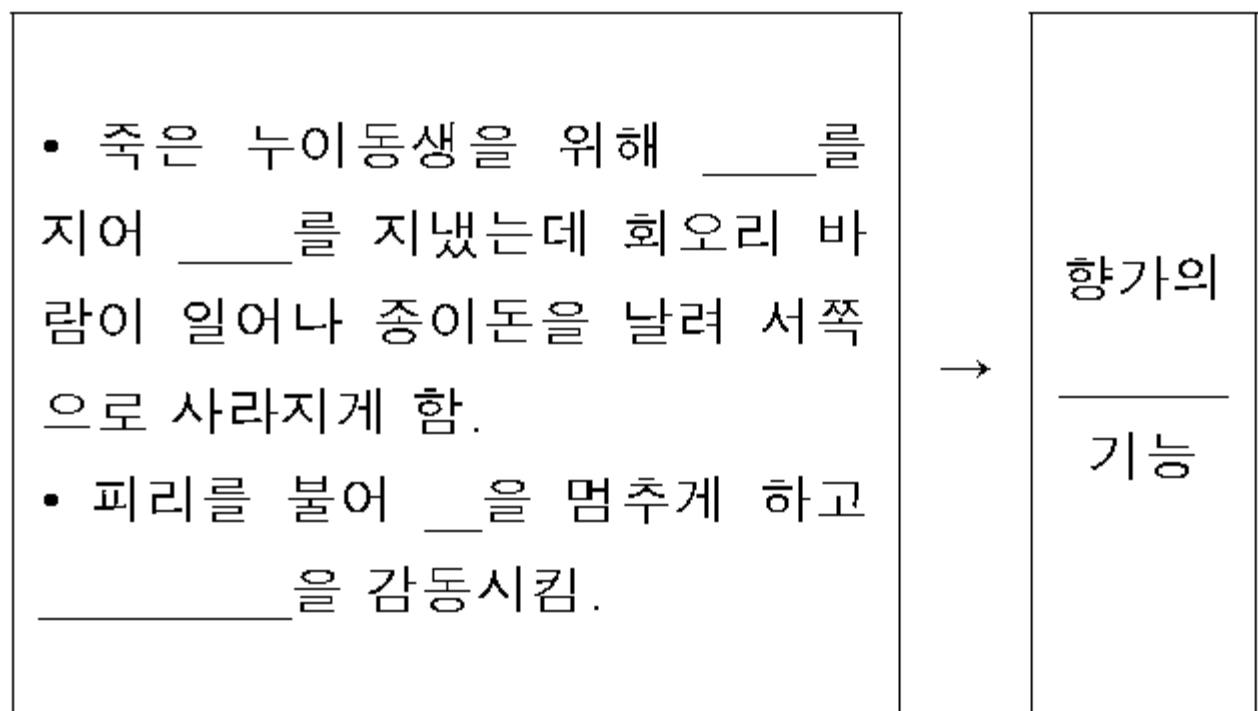 • 죽은 누이동생을 위해 ____를
지어 ____를 지냈는데 회오리 바
람이 일어나 종이돈을 날려 서쪽
으로 사라지게 함.
• 피리를 불어 __을 멈추게 하고
_________을 감동시킴.
→
향가의
______
기능